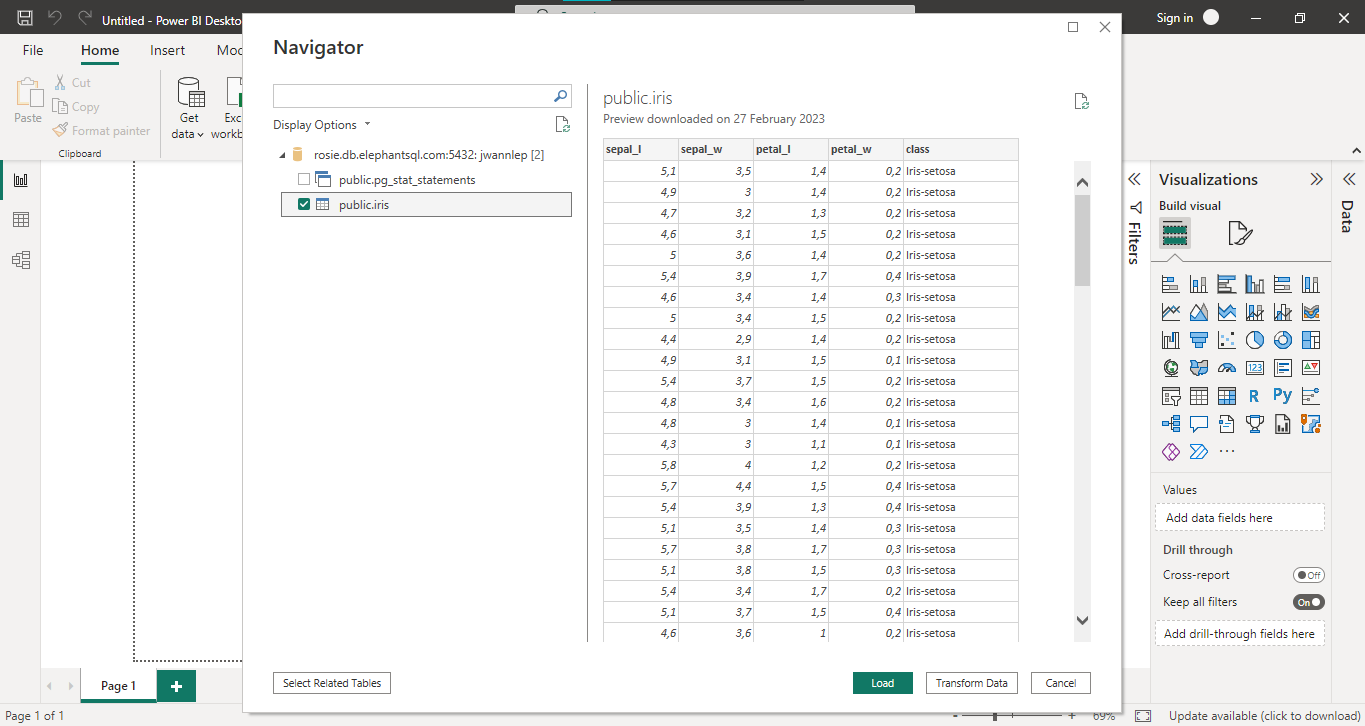 Untitled - Power BI Deskto
Sign in
File
Home
Insert
Mod
Paste
Cut
Copy
Format painter
Clipboard
Get
data
Exc
workb
Navigator
Display Options
rosie.db.elephantsql.com:5432: jwannlep [2]
public.pg_stat_statements
public.iris
public.iris
Preview downloaded on 27 February 2023
sepal_l sepal_w petal_l petal_w class
5,1 3,5 1,4 0,2 Iris-setosa
4,9 3 1,4 0,2 Iris-setosa
4,7 3,2 1,3 0,2 Iris-setosa
4,6 3,1 1,5 0,2 Iris-setosa
5 3,6 1,4 0,2 Iris-setosa
5,4 3,9 1,7 0,4 Iris-setosa
4,6 3,4 1,4 0,3 Iris-setosa
5 3,4 1,5 0,2 Iris-setosa
4,4 2,9 1,4 0,2 Iris-setosa
4,9 3,1 1,5 0,1 Iris-setosa
5,4 3,7 1,5 0,2 Iris-setosa
4,8 3,4 1,6 0,2 Iris-setosa
4,8 3 1,4 0,1 Iris-setosa
4,3 3 1,1 0,1 Iris-setosa
5,8 4 1,2 0,2 Iris-setosa
5,7 4,4 1,5 0,4 Iris-setosa
5,4 3,9 1,3 0,4 Iris-setosa
5,1 3,5 1,4 0,3 Iris-setosa
5,7 3,8 1,7 0,3 Iris-setosa
5,1 3,8 1,5 0,3 Iris-setosa
5,4 3,4 1,7 0,2 Iris-setosa
5,1 3,7 1,5 0,4 Iris-setosa
4,6 3,6 1 0,2 Iris-setosa
Select Related Tables
Load
Transform Data
Cancel
Filters
Visualizations
Build visual
123
R
Py
Values
Add data fields here
Drill through
Cross-report
Off
Keep all filters
On
Add drill-through fields here
Data
Page 1
Page 1 of 1
69%
Update available (click to download)